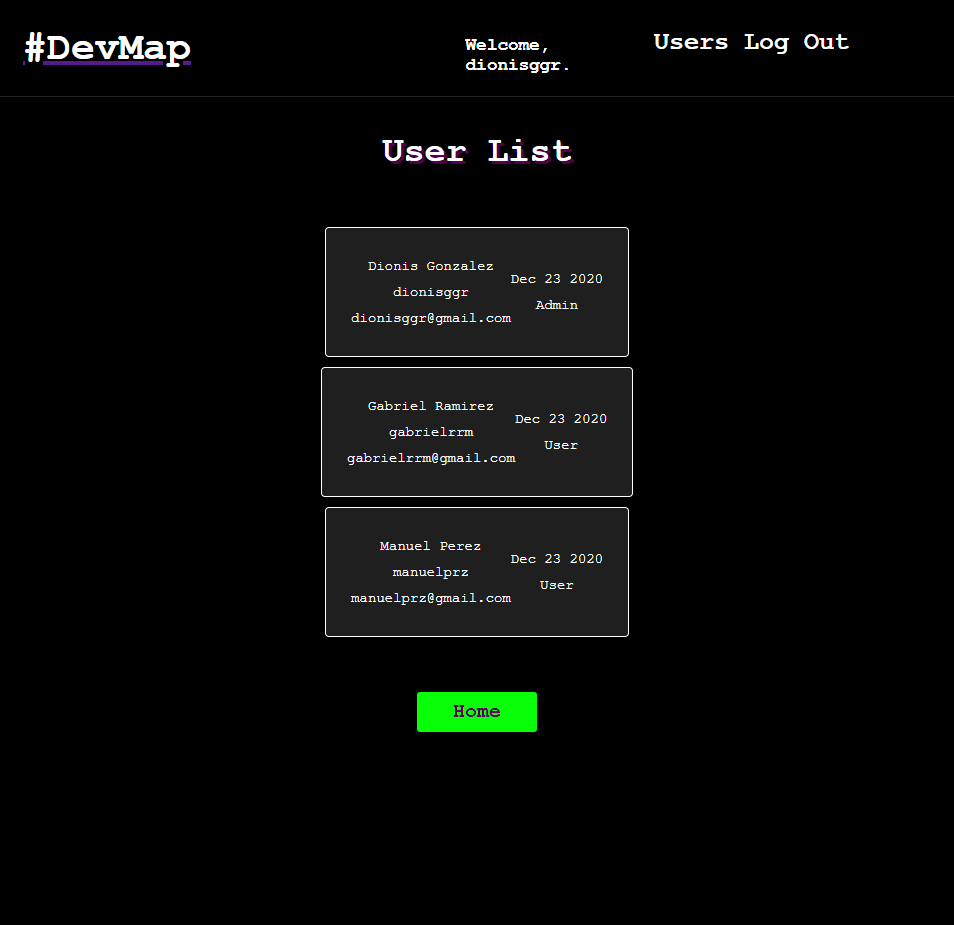 #DevMap
Welcome,
dionisggr.
Users Log Out
User List
Dionis Gonzalez
dionisggr
dionisggr@gmail.com
Dec 23 2020
Admin
Gabriel Ramirez
gabrielrrm
gabrielrrm@gmail.com
Dec 23 2020
User
Manuel Perez
manuelprz
manuelprz@gmail.com
Dec 23 2020
User
Home